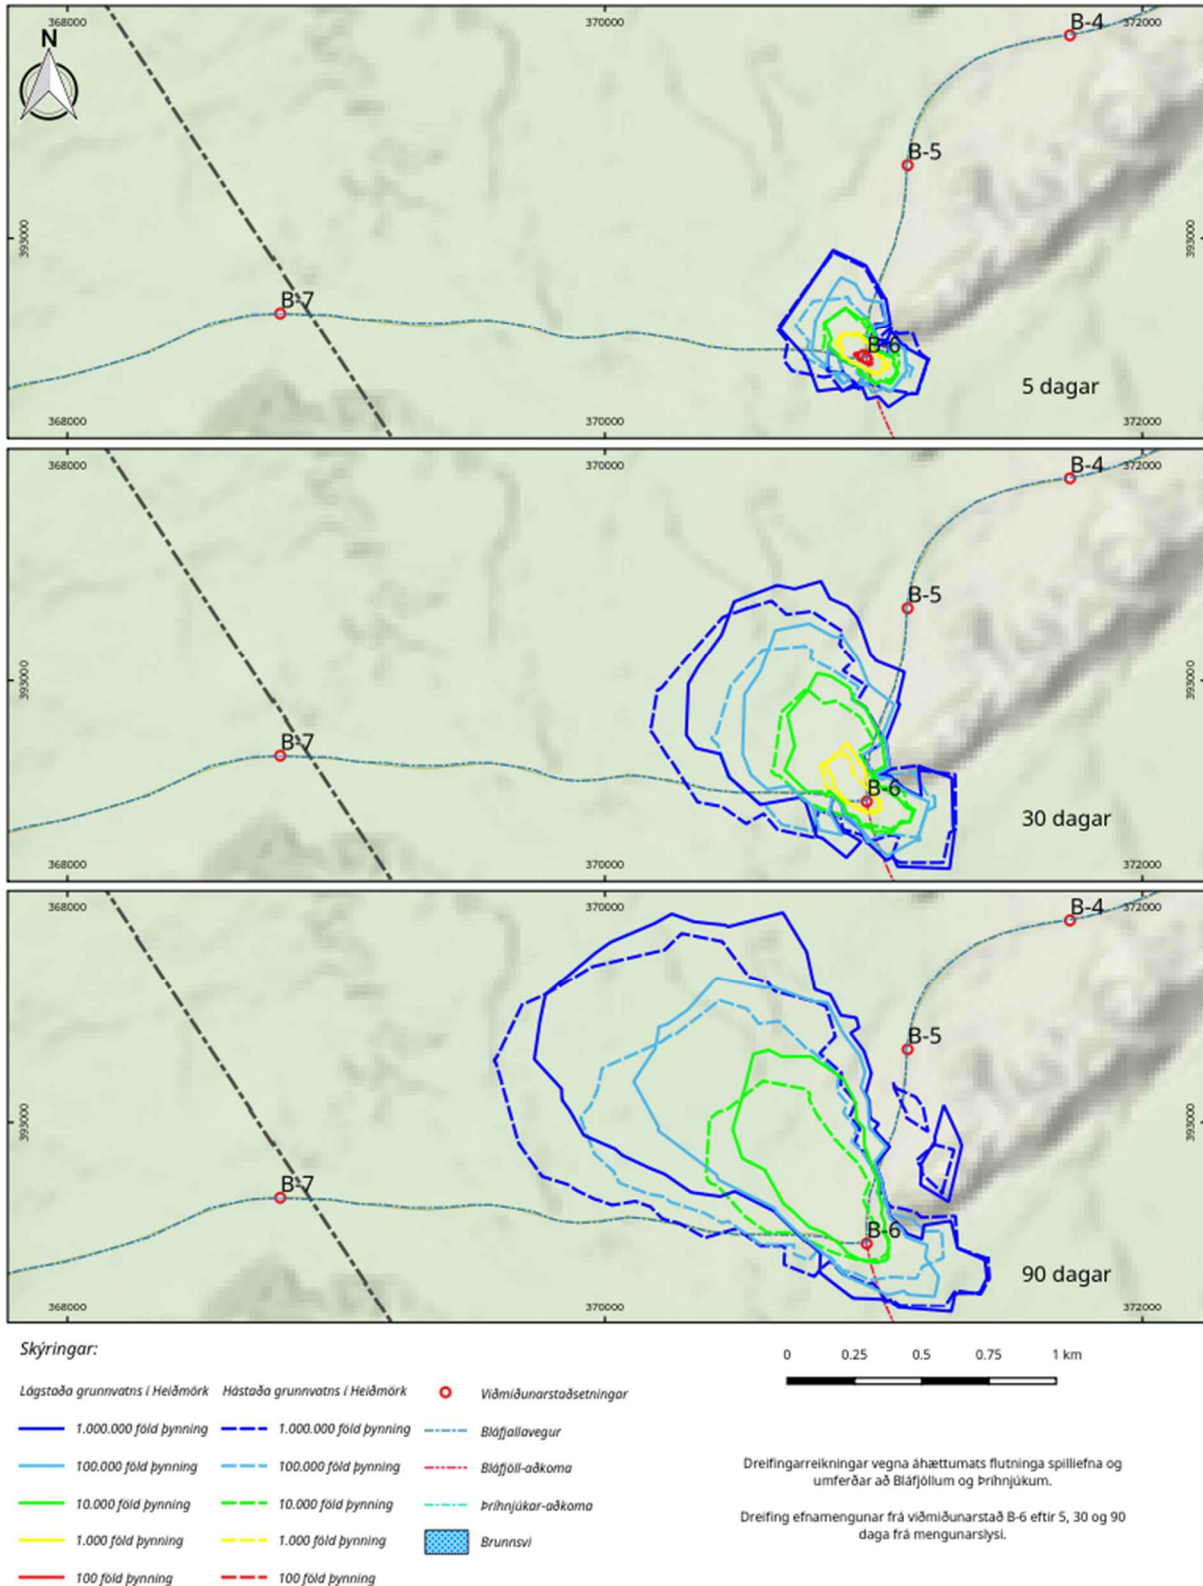 368000
370000
372000
N
B-4
B-5
393000
393000
B-7
B-6
5 dagar
368000
370000
372000
368000
370000
372000
B-4
B-5
393000
393000
B-7
B-6
30 dagar
368000
370000
372000
368000
370000
372000
B-4
B-5
393000
393000
B-7
B-6
90 dagar
368000
370000
372000
Skýringar:
0 0.25 0.5 0.75 1 km
Lágstaða grunnvatns í Heiðmörk Hástaða grunnvatns í Heiðmörk Viðmiðunarstaðsetningar
1.000.000 föld þynning 1.000.000 föld þynning Bláfjallavegur
100.000 föld þynning 100.000 föld þynning Bláfjöll-aðkoma
10.000 föld þynning 10.000 föld þynning Þríhnjúkar-aðkoma
1.000 föld þynning 1.000 föld þynning Brunnsvi
100 föld þynning 100 föld þynning
Dreifingarreikningar vegna áhættumats flutninga spilliefna og
umferðar að Bláfjöllum og Þríhnjúkum.
Dreifing efnamengunar frá viðmiðunarstað B-6 eftir 5, 30 og 90
daga frá mengunarslysi.